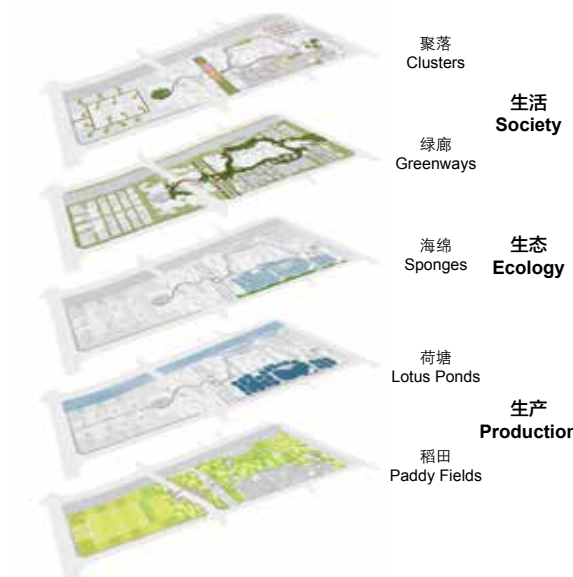 聚落
Clusters
生活
Society
绿廊
Greenways
海绵
Sponges
生态
Ecology
荷塘
Lotus Ponds
生产
Production
稻田
Paddy Fields